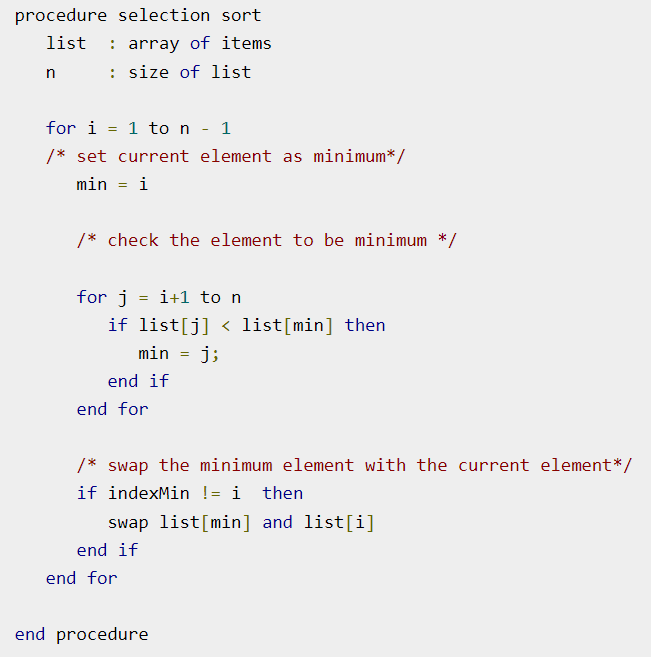 procedure selection sort
   list  : array of items
   n     : size of list

   for i = 1 to n - 1
   /* set current element as minimum*/
      min = i

      /* check the element to be minimum */

      for j = i+1 to n
         if list[j] < list[min] then
            min = j;
         end if
      end for

      /* swap the minimum element with the current element*/
      if indexMin != i  then
         swap list[min] and list[i]
      end if
   end for

end procedure